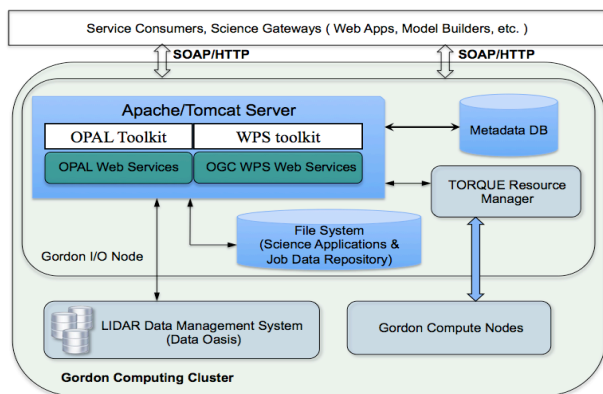 Service Consumers, Science Gateways ( Web Apps, Model Builders, etc. )
SOAP/HTTP
SOAP/HTTP
Apache/Tomcat Server
OPAL Toolkit
WPS toolkit
OPAL Web Services
OGC WPS Web Services
Metadata DB
TORQUE Resource
Manager
File System
(Science Applications &
Job Data Repository)
Gordon I/O Node
LIDAR Data Management System
(Data Oasis)
Gordon Compute Nodes
Gordon Computing Cluster